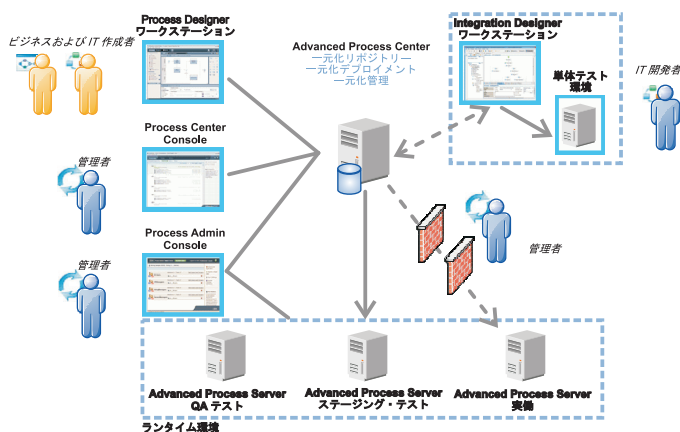 Process Designer
ワークステーション
ビジネスおよび IT 作成者
Advanced Process Center
一元化リポジトリー
一元化デプロイメント
一元化管理
Integration Designer
ワークステーション
単体テスト
環境
IT 開発者
Process Center
Console
管理者
Process Admin
Console
管理者
管理者
Advanced Process Server
QA テスト
Advanced Process Server
ステージング・テスト
Advanced Process Server
実働
ランタイム環境